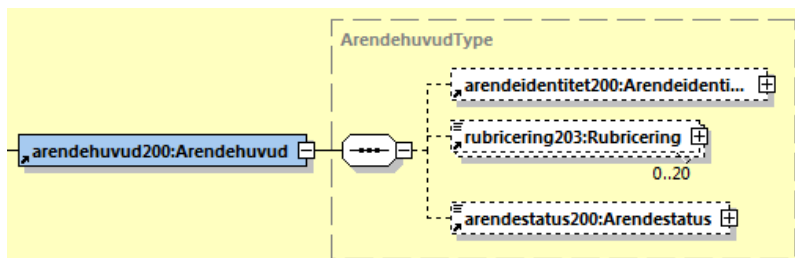 ArendehuvudType
arendeidentitet200:Arendeidenti...
arendehuvud200:Arendehuvud
rubricering203:Rubricering
0..20
arendestatus200:Arendestatus